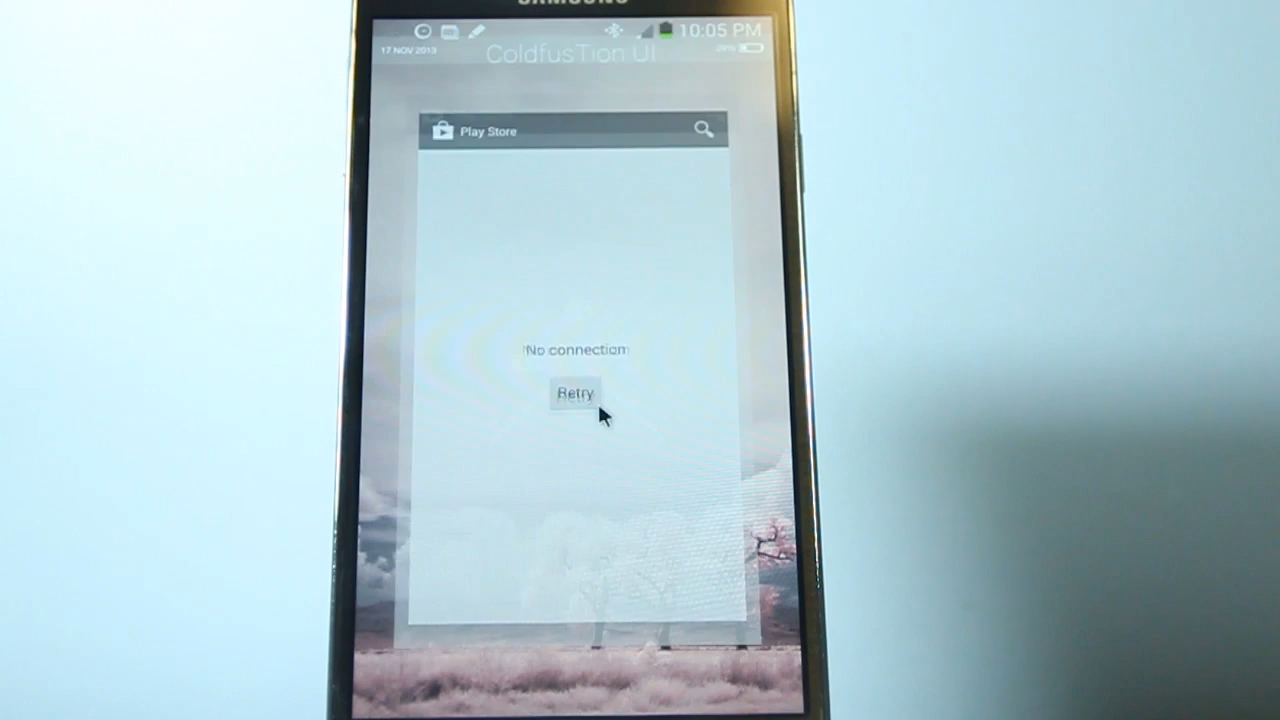 SAMSUNG
10:05 PM
17 NOV 2013
ColdfusTion UI
Play Store
No connection
Retry